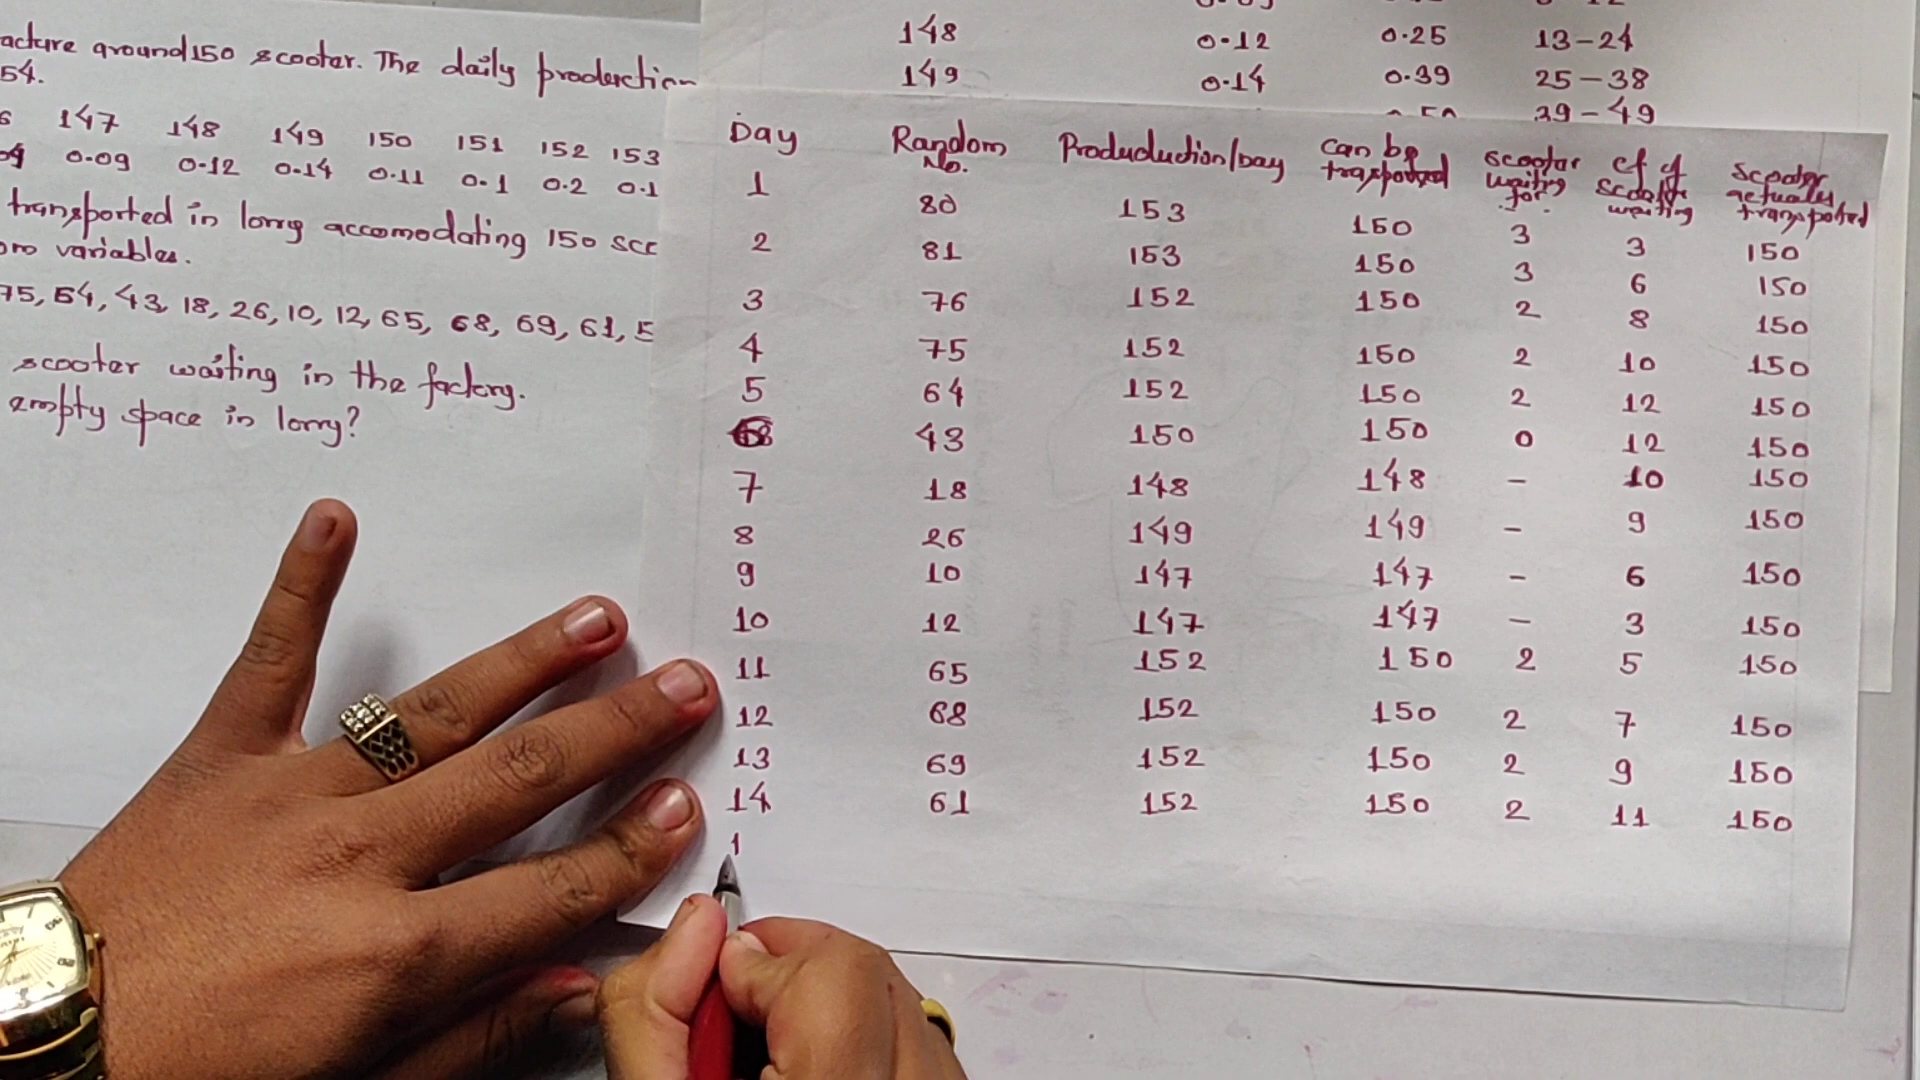 acture around 150 scooter. The daily production
54.
147 148 149 150 151 152 153
0.09 0.12 0.14 0.11 0.1 0.2 0.1
transported in lorry accomodating 150
variables.
75, 64, 43, 18, 26, 10, 12, 65, 68, 69, 61, 5
scooter waiting in the factory.
empty space in lorry?
148 0.12 0.25 13-24
149 0.14 0.39 25-38
39-49
Day Random No. Produduction/Day can be trasported scooter waiting for. cf of scooter waiting scooter actually transported
1 80 153 150 3 3 150
2 81 153 150 3 6 150
3 76 152 150 2 8 150
4 75 152 150 2 10 150
5 64 152 150 2 12 150
43 150 150 0 12 150
7 18 148 148 - 10 150
8 26 149 149 - 9 150
9 10 147 147 - 6 150
10 12 147 147 - 3 150
11 65 152 150 2 5 150
12 68 152 150 2 7 150
13 69 152 150 2 9 150
14 61 152 150 2 11 150
1